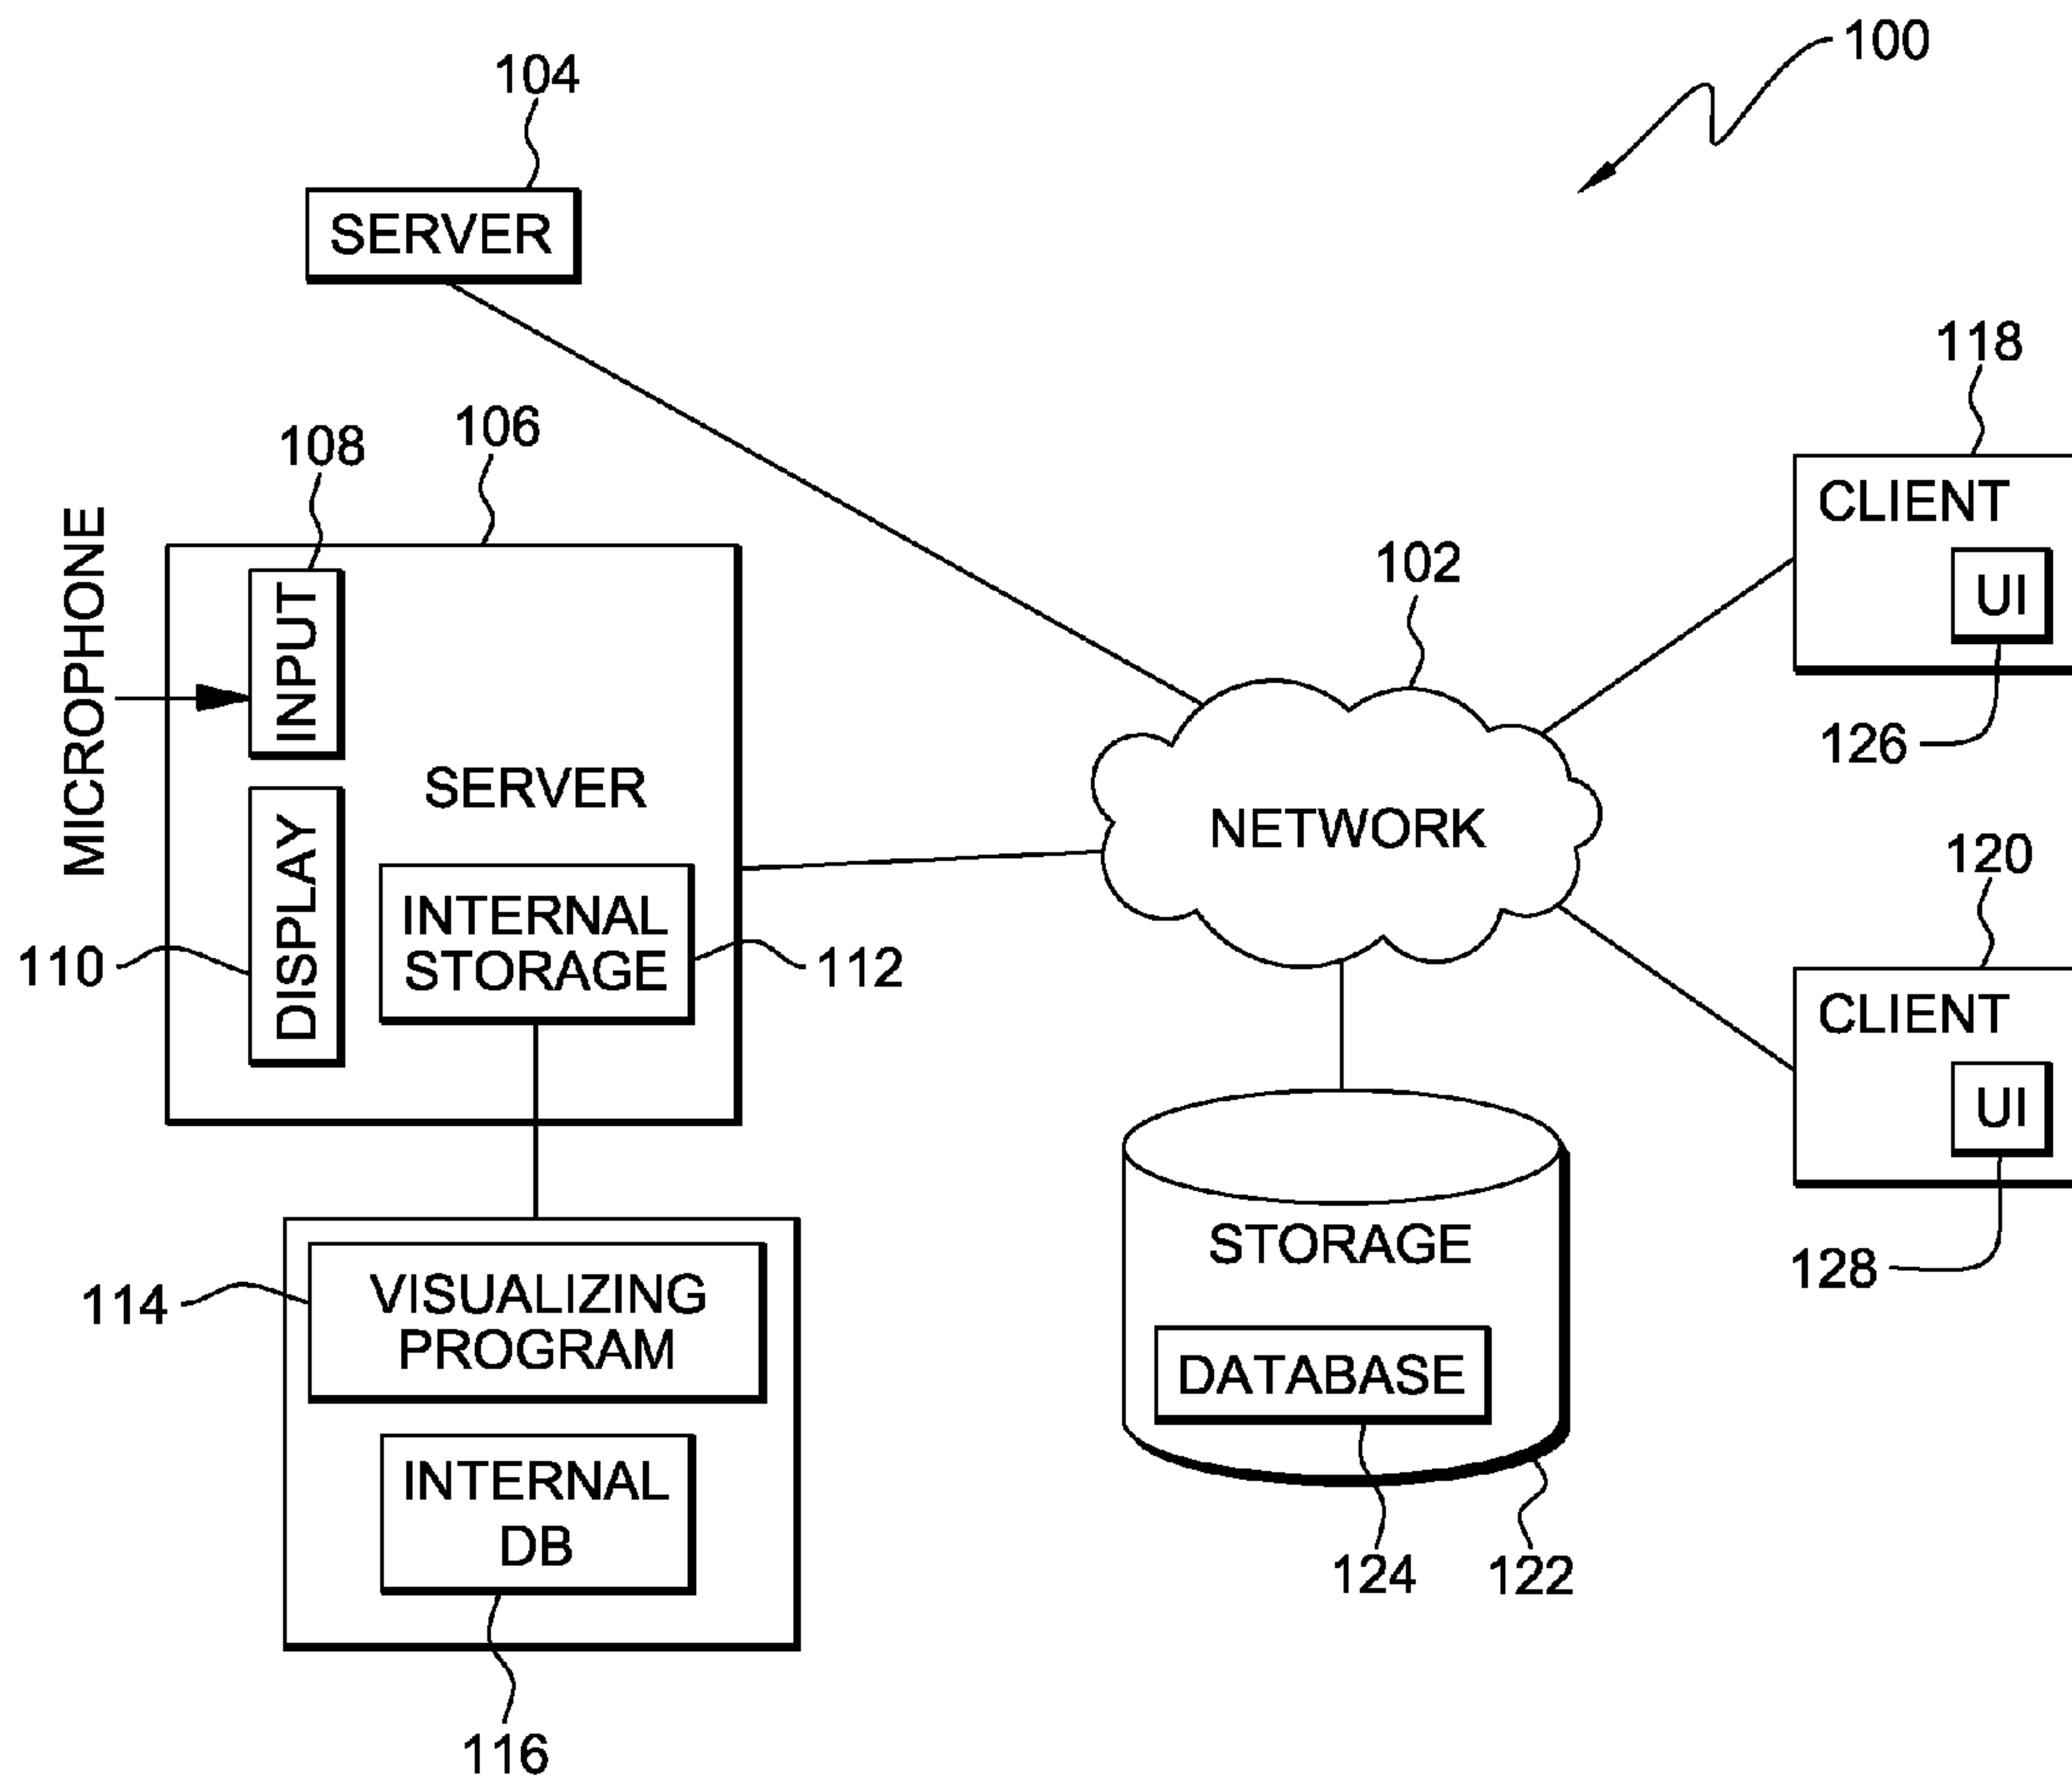 100
104
SERVER
118
CLIENT
UI
126
106
108
MICROPHONE
INPUT
SERVER
DISPLAY
110
INTERNAL
STORAGE
112
102
NETWORK
120
CLIENT
UI
128
STORAGE
DATABASE
124
122
114
VISUALIZING
PROGRAM
INTERNAL
DB
116